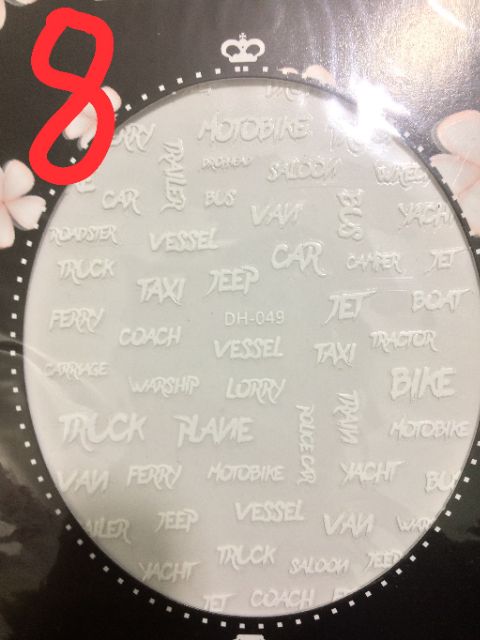 8
MOTOBIKE
TRAILER
SALOON
CAR
BUS
VAN
BUS
YACHT
ROADSTER
VESSEL
TRUCK
TAXI
JEEP
CAR
CAMPER
JET
FERRY
JET
BOAT
DH-049
COACH
VESSEL
TAXI
TRACTOR
CARRIAGE
WARSHIP
LORRY
BIKE
TRUCK
PLANE
POLICE CAR
TRAIN
MOTOBIKE
VAN
FERRY
MOTOBIKE
YACHT
BUS
JEEP
VESSEL
VAN
YACHT
TRUCK
SALOON
JEEP
JET
COACH